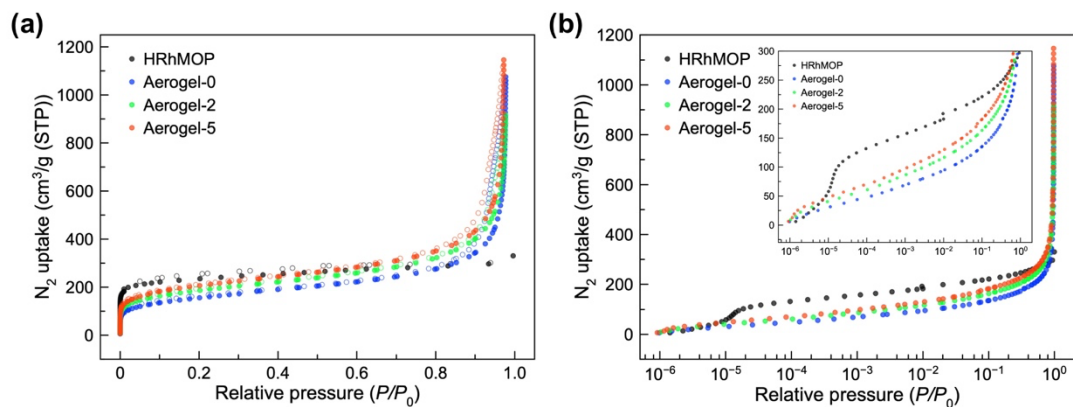 (a)
1200
1000
800
600
400
200
0
N₂ uptake (cm³/g (STP))
HRhMOP
Aerogel-0
Aerogel-2
Aerogel-5
0
0.2
0.4
0.6
0.8
1.0
Relative pressure (P/P₀)
(b)
1200
1000
800
600
400
200
0
N₂ uptake (cm³/g (STP))
HRhMOP
Aerogel-0
Aerogel-2
Aerogel-5
300
250
200
150
100
50
0
HRhMOP
Aerogel-0
Aerogel-2
Aerogel-5
10⁻⁶
10⁻⁵
10⁻⁴
10⁻³
10⁻²
10⁻¹
10⁰
10⁻⁶
10⁻⁵
10⁻⁴
10⁻³
10⁻²
10⁻¹
10⁰
Relative pressure (P/P₀)